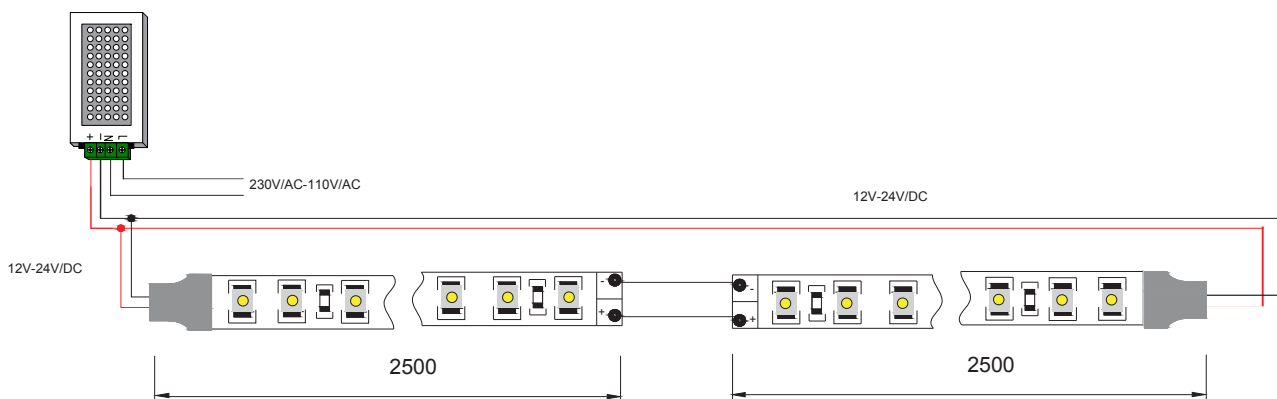 + - N L
230V/AC-110V/AC
12V-24V/DC
12V-24V/DC
- -
+ +
2500
2500